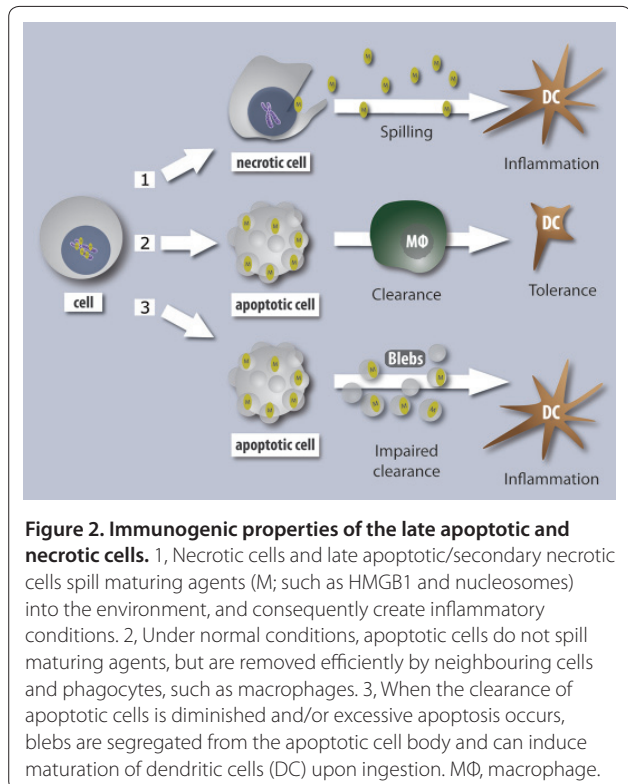 M
M
DC
Spilling
1
necrotic cell
Inflammation
2
MΦ
DC
cell
apoptotic cell
Clearance
Tolerance
3
M
Blebs
M
DC
apoptotic cell
Impaired
clearance
Inflammation
Figure 2. Immunogenic properties of the late apoptotic and
necrotic cells. 1, Necrotic cells and late apoptotic/secondary necrotic
cells spill maturing agents (M; such as HMGB1 and nucleosomes)
into the environment, and consequently create inflammatory
conditions. 2, Under normal conditions, apoptotic cells do not spill
maturing agents, but are removed efficiently by neighbouring cells
and phagocytes, such as macrophages. 3, When the clearance of
apoptotic cells is diminished and/or excessive apoptosis occurs,
blebs are segregated from the apoptotic cell body and can induce
maturation of dendritic cells (DC) upon ingestion. MΦ, macrophage.